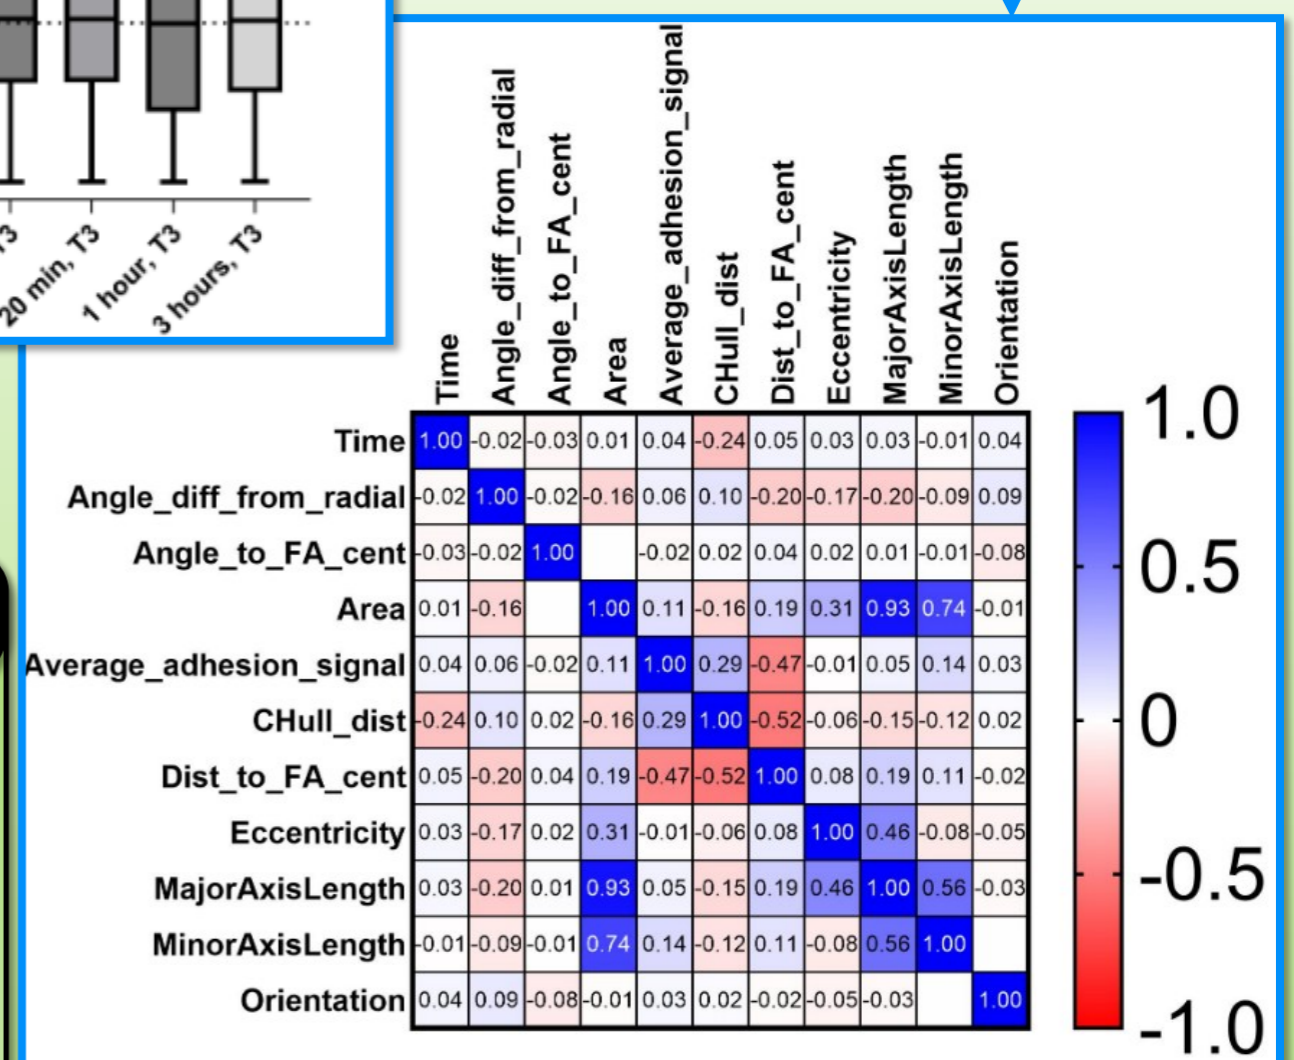 20 min, T3
1 hour, T3
3 hours, T3
Time
Angle_diff_from_radial
Angle_to_FA_cent
Area
Average_adhesion_signal
CHull_dist
Dist_to_FA_cent
Eccentricity
MajorAxisLength
MinorAxisLength
Orientation
Time 1.00 -0.02 -0.03 0.01 0.04 -0.24 0.05 0.03 0.03 -0.01 0.04
Angle_diff_from_radial -0.02 1.00 -0.02 -0.16 0.06 0.10 -0.20 -0.17 -0.20 -0.09 0.09
Angle_to_FA_cent -0.03 -0.02 1.00 -0.02 0.02 0.04 0.02 0.01 -0.01 -0.08
Area 0.01 -0.16 1.00 0.11 -0.16 0.19 0.31 0.93 0.74 -0.01
Average_adhesion_signal 0.04 0.06 -0.02 0.11 1.00 0.29 -0.47 -0.01 0.05 0.14 0.03
CHull_dist -0.24 0.10 0.02 -0.16 0.29 1.00 -0.52 -0.06 -0.15 -0.12 0.02
Dist_to_FA_cent 0.05 -0.20 0.04 0.19 -0.47 -0.52 1.00 0.08 0.19 0.11 -0.02
Eccentricity 0.03 -0.17 0.02 0.31 -0.01 -0.06 0.08 1.00 0.46 -0.08 -0.05
MajorAxisLength 0.03 -0.20 0.01 0.93 0.05 -0.15 0.19 0.46 1.00 0.56 -0.03
MinorAxisLength -0.01 -0.09 -0.01 0.74 0.14 -0.12 0.11 -0.08 0.56 1.00
Orientation 0.04 0.09 -0.08 -0.01 0.03 0.02 -0.02 -0.05 -0.03 1.00
1.0
0.5
0
-0.5
-1.0